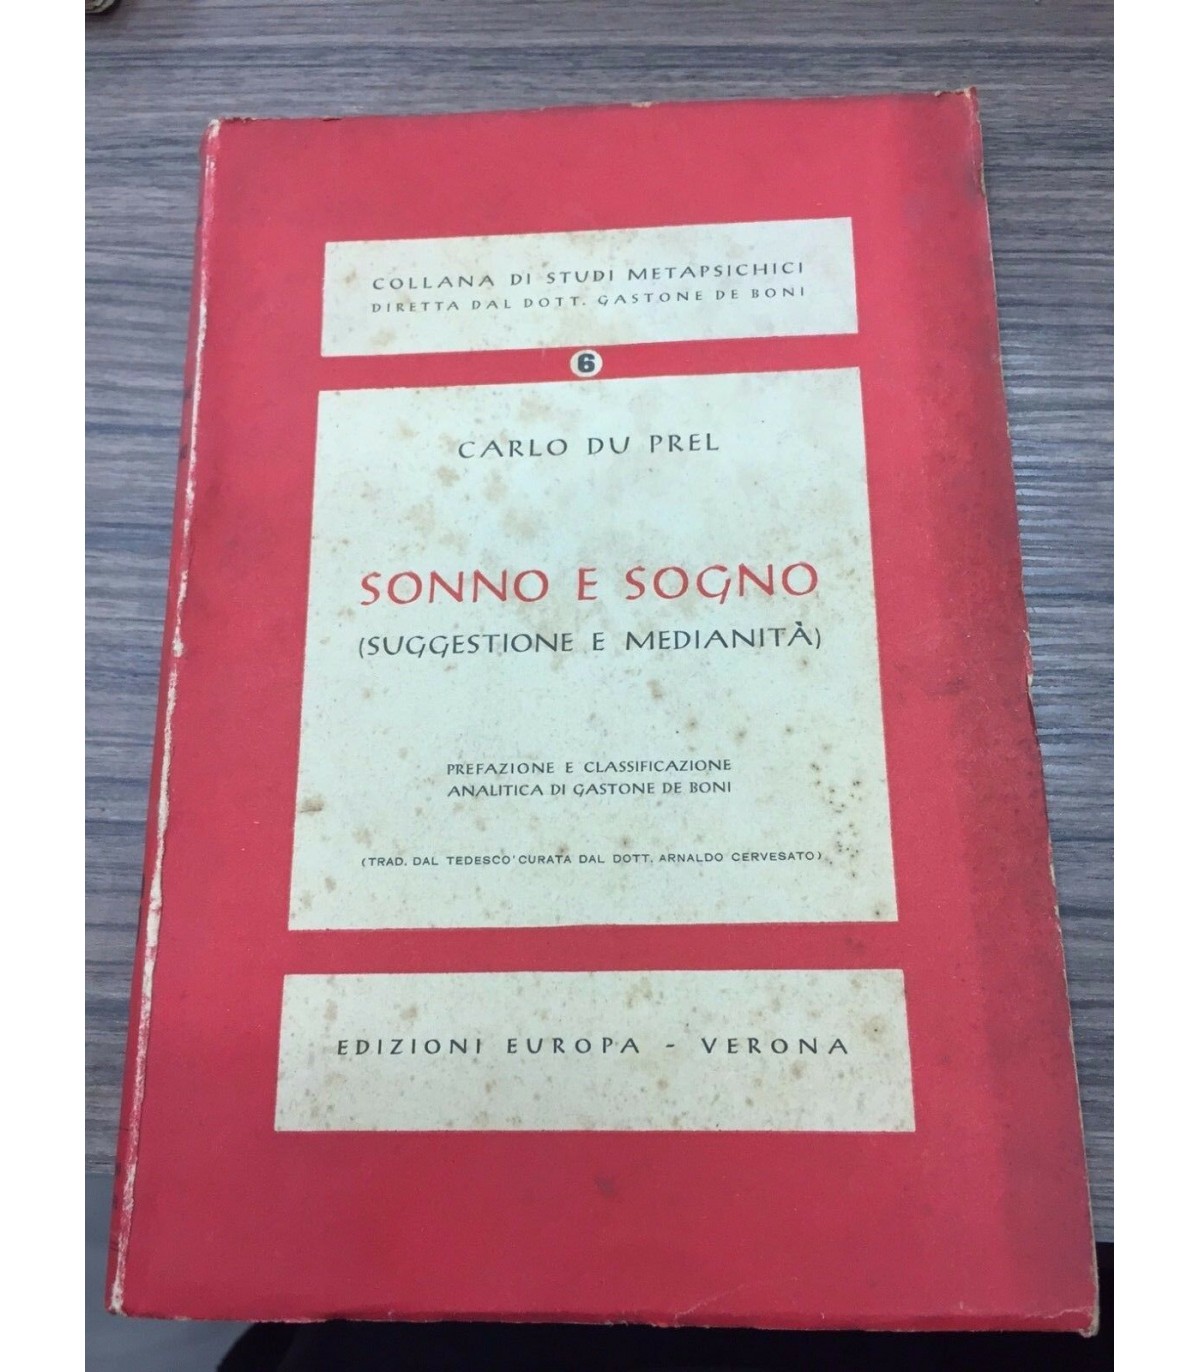 COLLANA DI STUDI METAPSICHICI
DIRETTA DAL DOTT. GASTONE DE BONI
6
CARLO DU PREL
SONNO E SOGNO
(SUGGESTIONE E MEDIANITÀ)
PREFAZIONE E CLASSIFICAZIONE
ANALITICA DI GASTONE DE BONI
(TRAD. DAL TEDESCO CURATA DAL DOTT. ARNALDO CERVESATO)
EDIZIONI EUROPA - VERONA